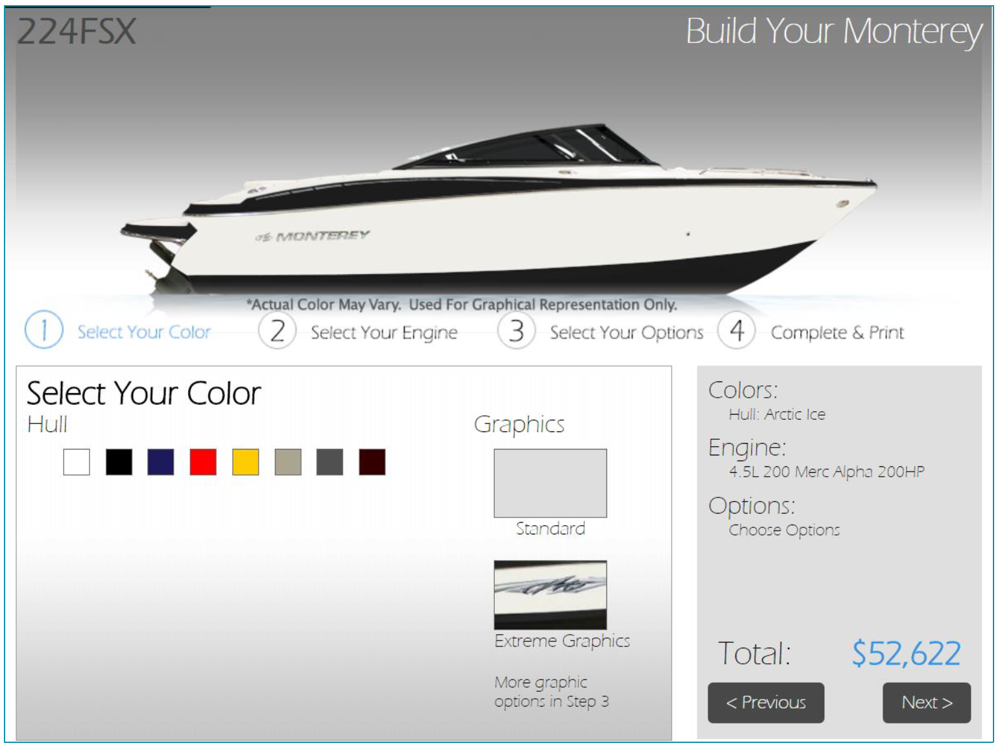 224FSX
Build Your Monterey
MONTEREY
*Actual Color May Vary. Used For Graphical Representation Only.
1 Select Your Color
2 Select Your Engine
3 Select Your Options
4 Complete & Print
Select Your Color
Hull
Graphics
Standard
Extreme Graphics
More graphic
options in Step 3
Colors:
Hull: Arctic Ice
Engine:
4.5L 200 Merc Alpha 200HP
Options:
Choose Options
Total: $52,622
< Previous
Next >